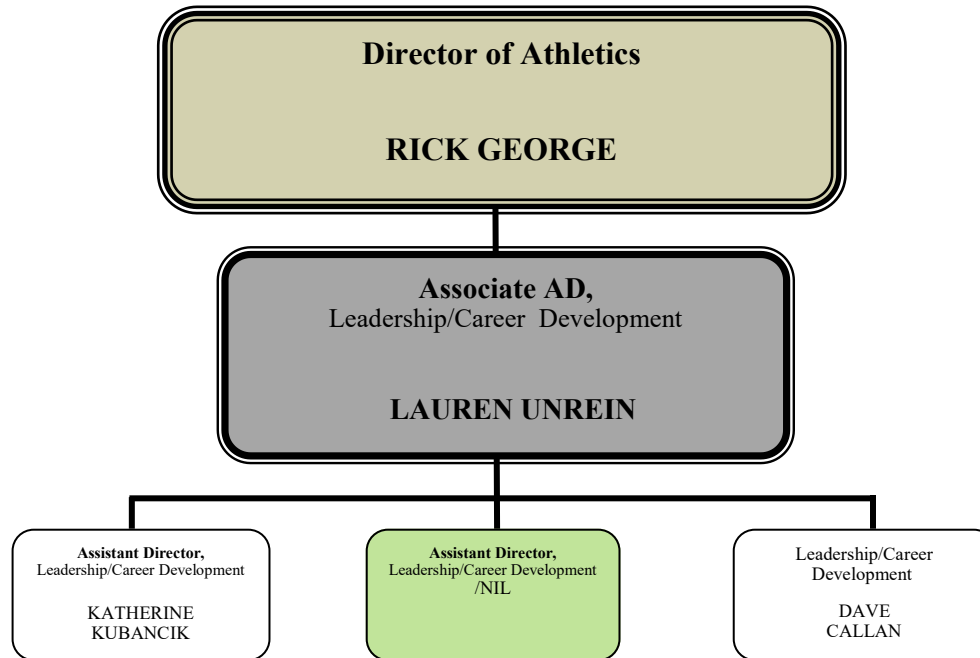 Director of Athletics
RICK GEORGE
Associate AD,
Leadership/Career Development
LAUREN UNREIN
Assistant Director,
Leadership/Career Development
KATHERINE
KUBANCIK
Assistant Director,
Leadership/Career Development
/NIL
Leadership/Career
Development
DAVE
CALLAN